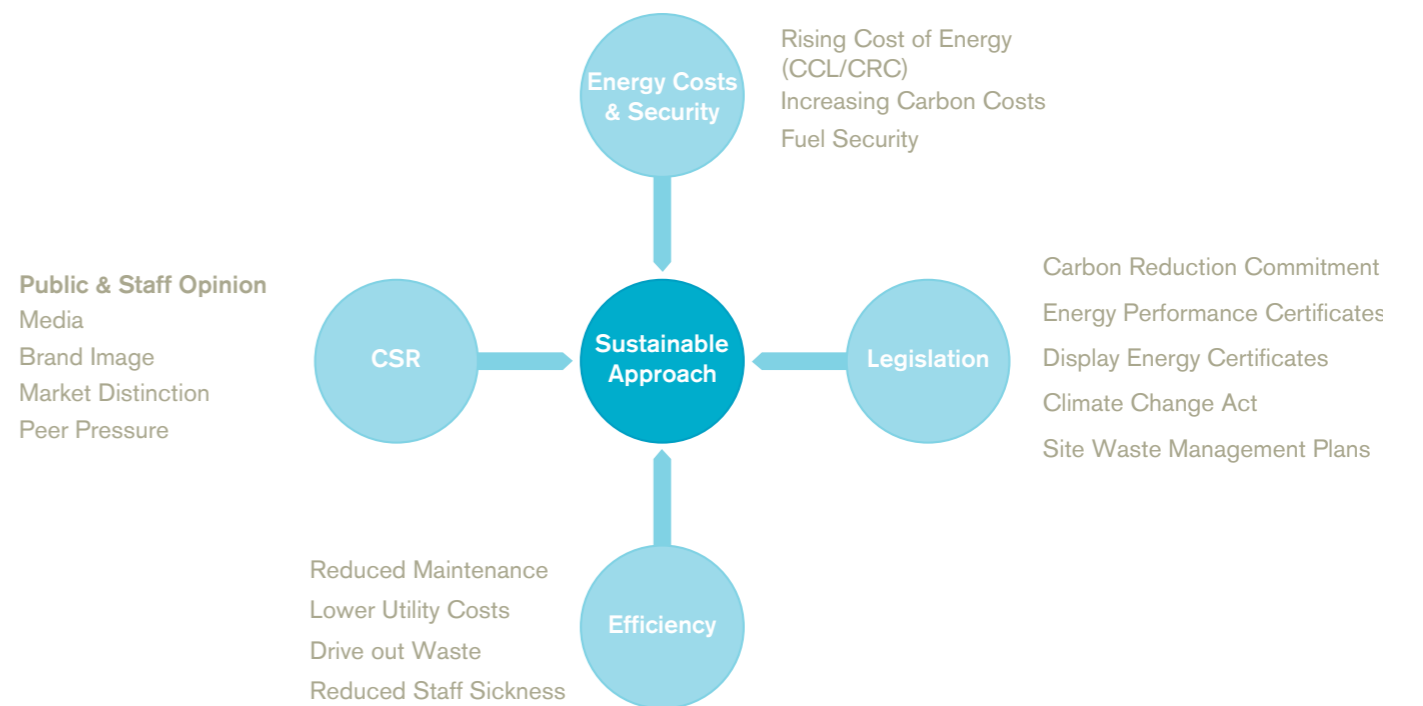 Energy Costs
& Security
Rising Cost of Energy
(CCL/CRC)
Increasing Carbon Costs
Fuel Security
Public & Staff Opinion
Media
Brand Image
Market Distinction
Peer Pressure
CSR
Sustainable
Approach
Legislation
Carbon Reduction Commitment
Energy Performance Certificates
Display Energy Certificates
Climate Change Act
Site Waste Management Plans
Reduced Maintenance
Lower Utility Costs
Drive out Waste
Reduced Staff Sickness
Efficiency